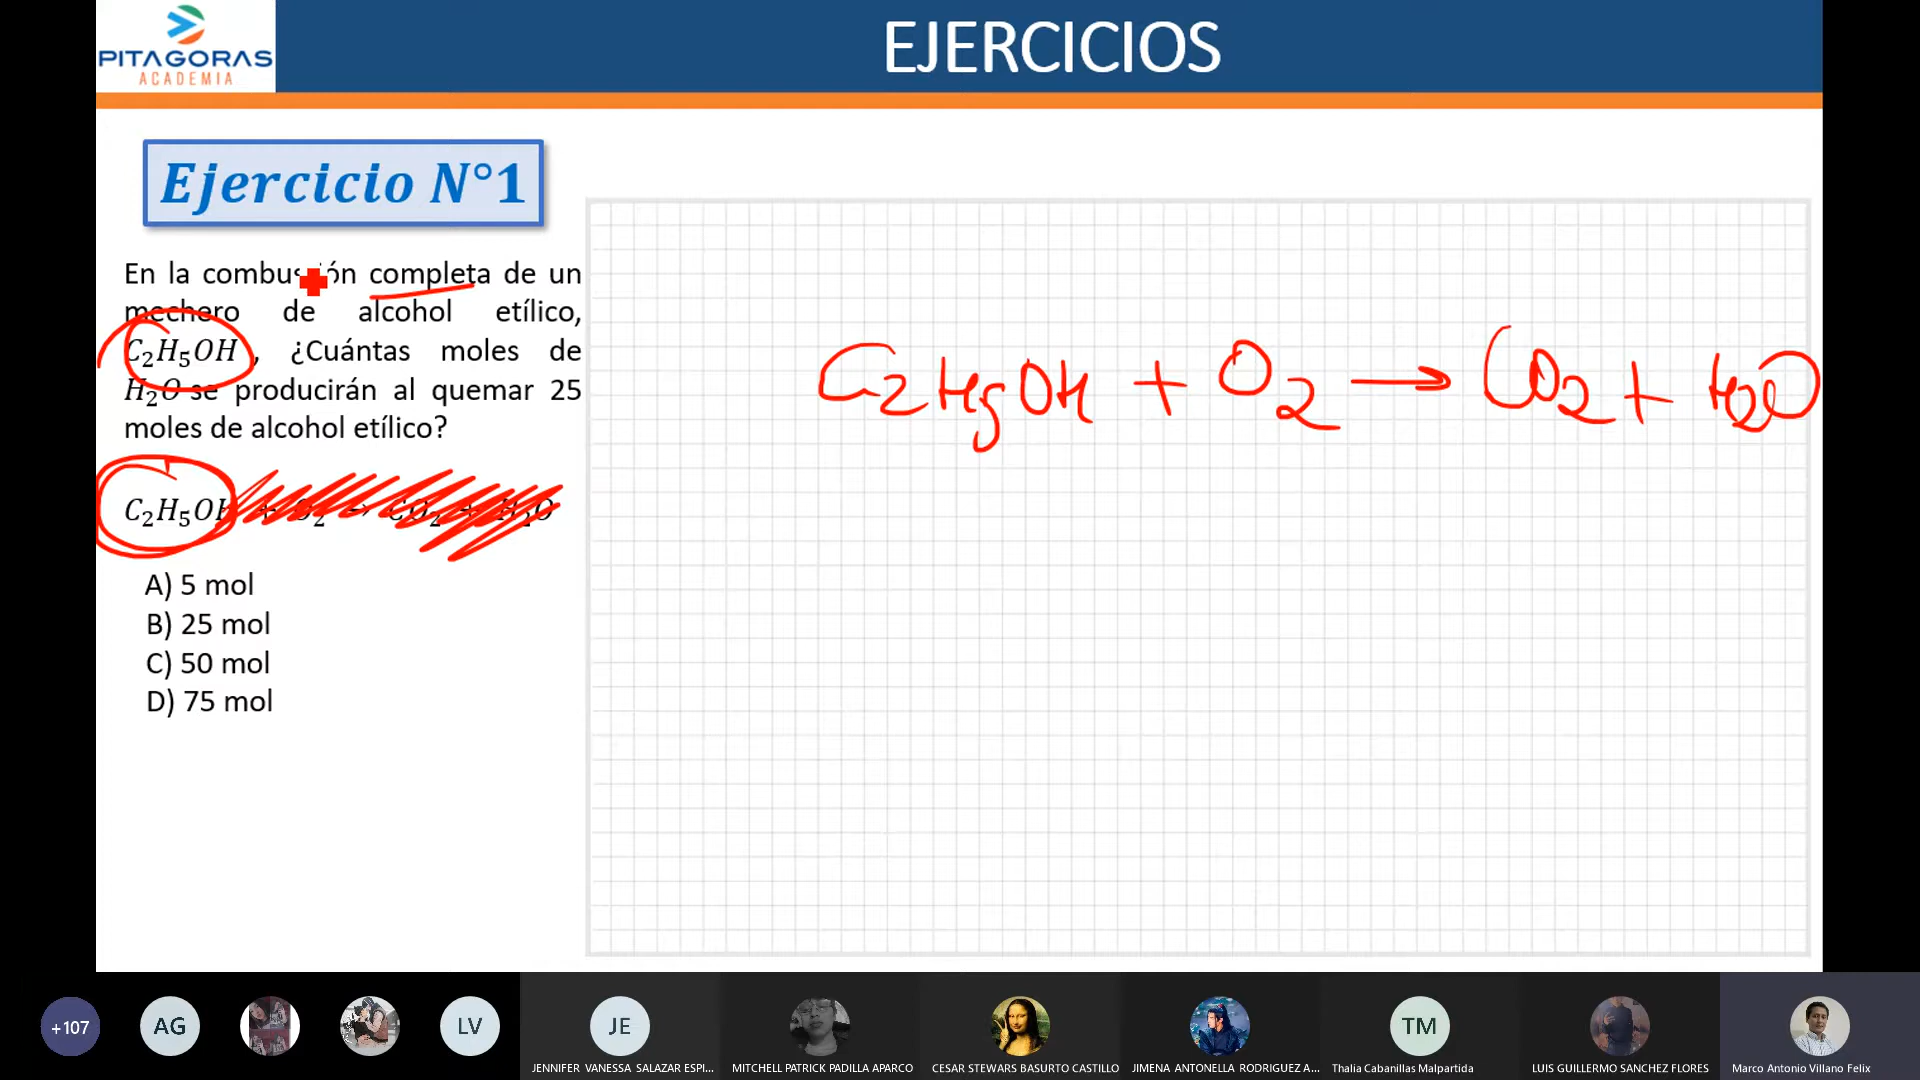 PITAGORAS
ACADEMIA
EJERCICIOS
Ejercicio N°1
En la combustión completa de un
mechero de alcohol etílico,
C₂H₅OH, ¿Cuántas moles de
H₂O se producirán al quemar 25
moles de alcohol etílico?
C₂H₅OH + O₂ → CO₂ + H₂O
A) 5 mol
B) 25 mol
C) 50 mol
D) 75 mol
C₂H₅OH + O₂ → CO₂ + H₂O
+107
AG
LV
JE
TM
JENNIFER VANESSA SALAZAR ESPI...
MITCHELL PATRICK PADILLA APARCO
CESAR STEWARS BASURTO CASTILLO
JIMENA ANTONELLA RODRIGUEZ A...
Thalia Cabanillas Malpartida
LUIS GUILLERMO SANCHEZ FLORES
Marco Antonio Villano Felix